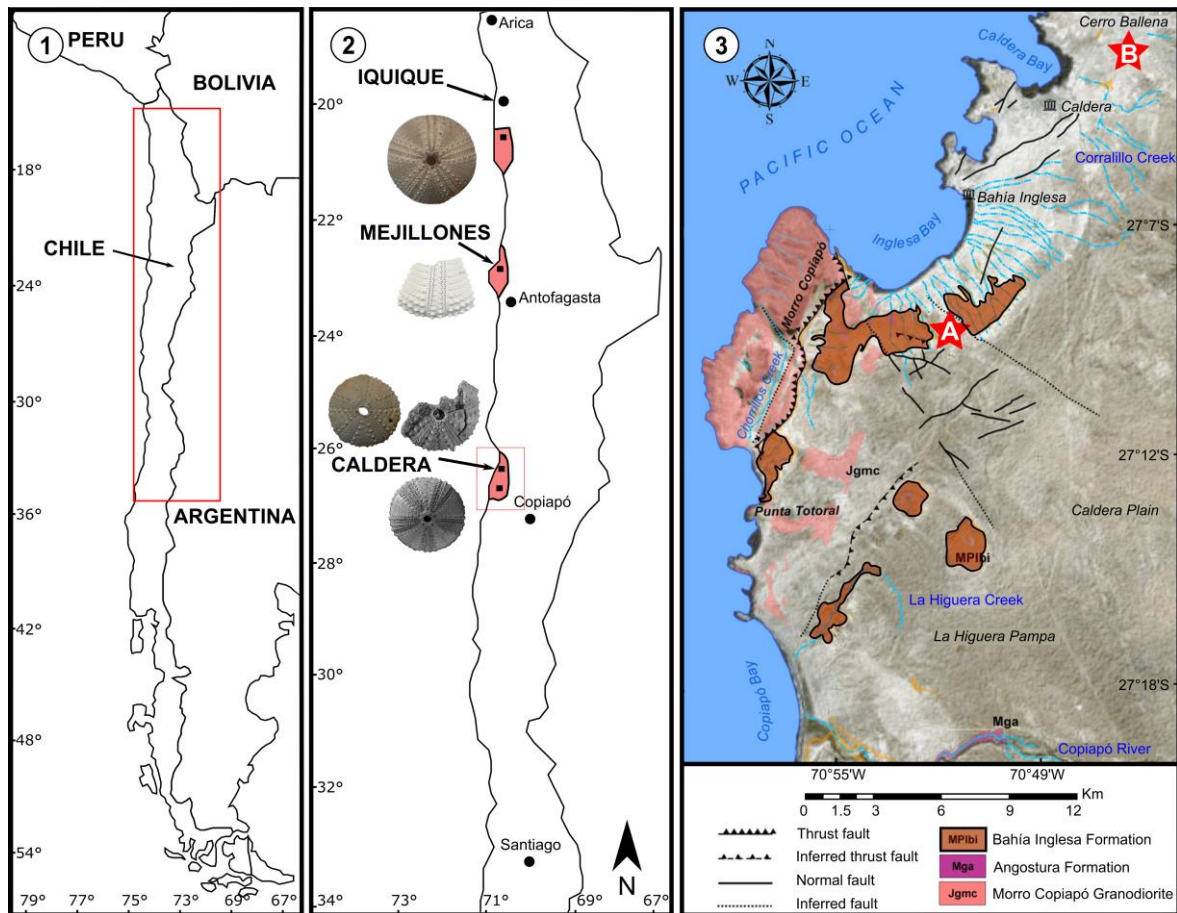 1
PERU
BOLIVIA
CHILE
ARGENTINA
18°
24°
30°
36°
42°
48°
54°
79°
75°
71°
69°
67°
2
Arica
IQUIQUE
MEJILLONES
Antofagasta
CALDERA
Copiapó
Santiago
N
20°
22°
24°
26°
28°
30°
32°
34°
71°
67°
3
N
W
E
S
Cerro Ballena
B
Caldera Bay
Caldera
PACIFIC OCEAN
Corralillo Creek
Bahía Inglesa
27°7'S
Inglesa Bay
Morro Copiapó
A
Chorrillos Creek
27°12'S
Jgmc
Punta Totoral
Caldera Plain
MPlbi
La Higuera Creek
La Higuera Pampa
27°18'S
Copiapó Bay
Mga
Copiapó River
70°55'W
70°49'W
Km
0 1.5 3 6 9 12
Thrust fault
Inferred thrust fault
Normal fault
Inferred fault
MPlbi Bahía Inglesa Formation
Mga Angostura Formation
Jgmc Morro Copiapó Granodiorite